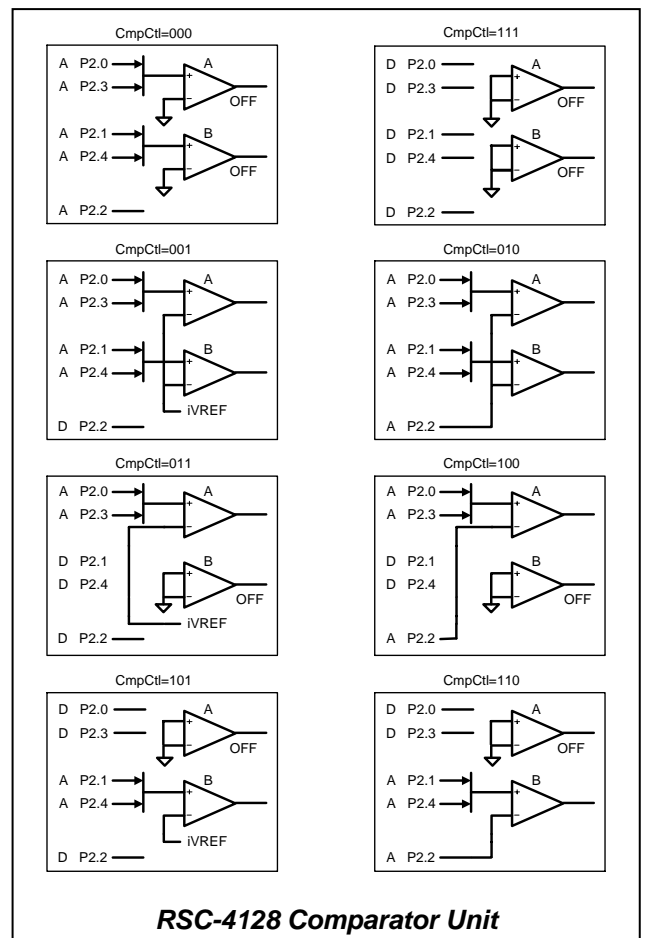 CmpCtl=000
A P2.0
A P2.3
A P2.1
A P2.4
A P2.2
A
+
−
OFF
B
+
−
OFF
CmpCtl=111
D P2.0
D P2.3
D P2.1
D P2.4
D P2.2
A
+
−
OFF
B
+
−
OFF
CmpCtl=001
A P2.0
A P2.3
A P2.1
A P2.4
D P2.2
A
+
−
B
+
−
iVREF
CmpCtl=010
A P2.0
A P2.3
A P2.1
A P2.4
A P2.2
A
+
−
B
+
−
CmpCtl=011
A P2.0
A P2.3
D P2.1
D P2.4
D P2.2
A
+
−
B
+
−
OFF
iVREF
CmpCtl=100
A P2.0
A P2.3
D P2.1
D P2.4
A P2.2
A
+
−
B
+
−
OFF
CmpCtl=101
D P2.0
D P2.3
A P2.1
A P2.4
D P2.2
A
+
−
OFF
B
+
−
iVREF
CmpCtl=110
D P2.0
D P2.3
A P2.1
A P2.4
A P2.2
A
+
−
OFF
B
+
−
RSC-4128 Comparator Unit